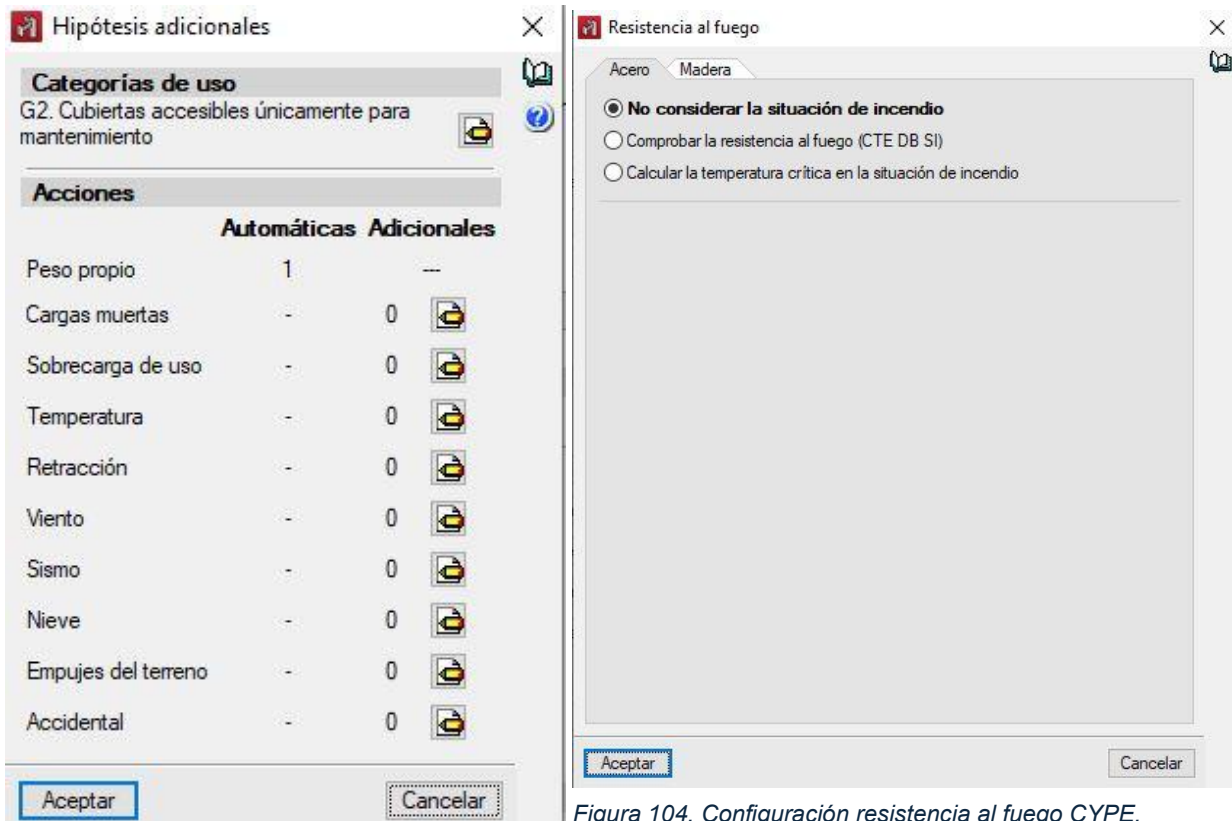 Hipótesis adicionales
Categorías de uso
G2. Cubiertas accesibles únicamente para
mantenimiento
Acciones
Automáticas Adicionales
Peso propio 1 ---
Cargas muertas - 0
Sobrecarga de uso - 0
Temperatura - 0
Retracción - 0
Viento - 0
Sismo - 0
Nieve - 0
Empujes del terreno - 0
Accidental - 0
Aceptar Cancelar
Resistencia al fuego
Acero Madera
No considerar la situación de incendio
Comprobar la resistencia al fuego (CTE DB SI)
Calcular la temperatura crítica en la situación de incendio
Aceptar Cancelar
Figura 104. Configuración resistencia al fuego CYPE.